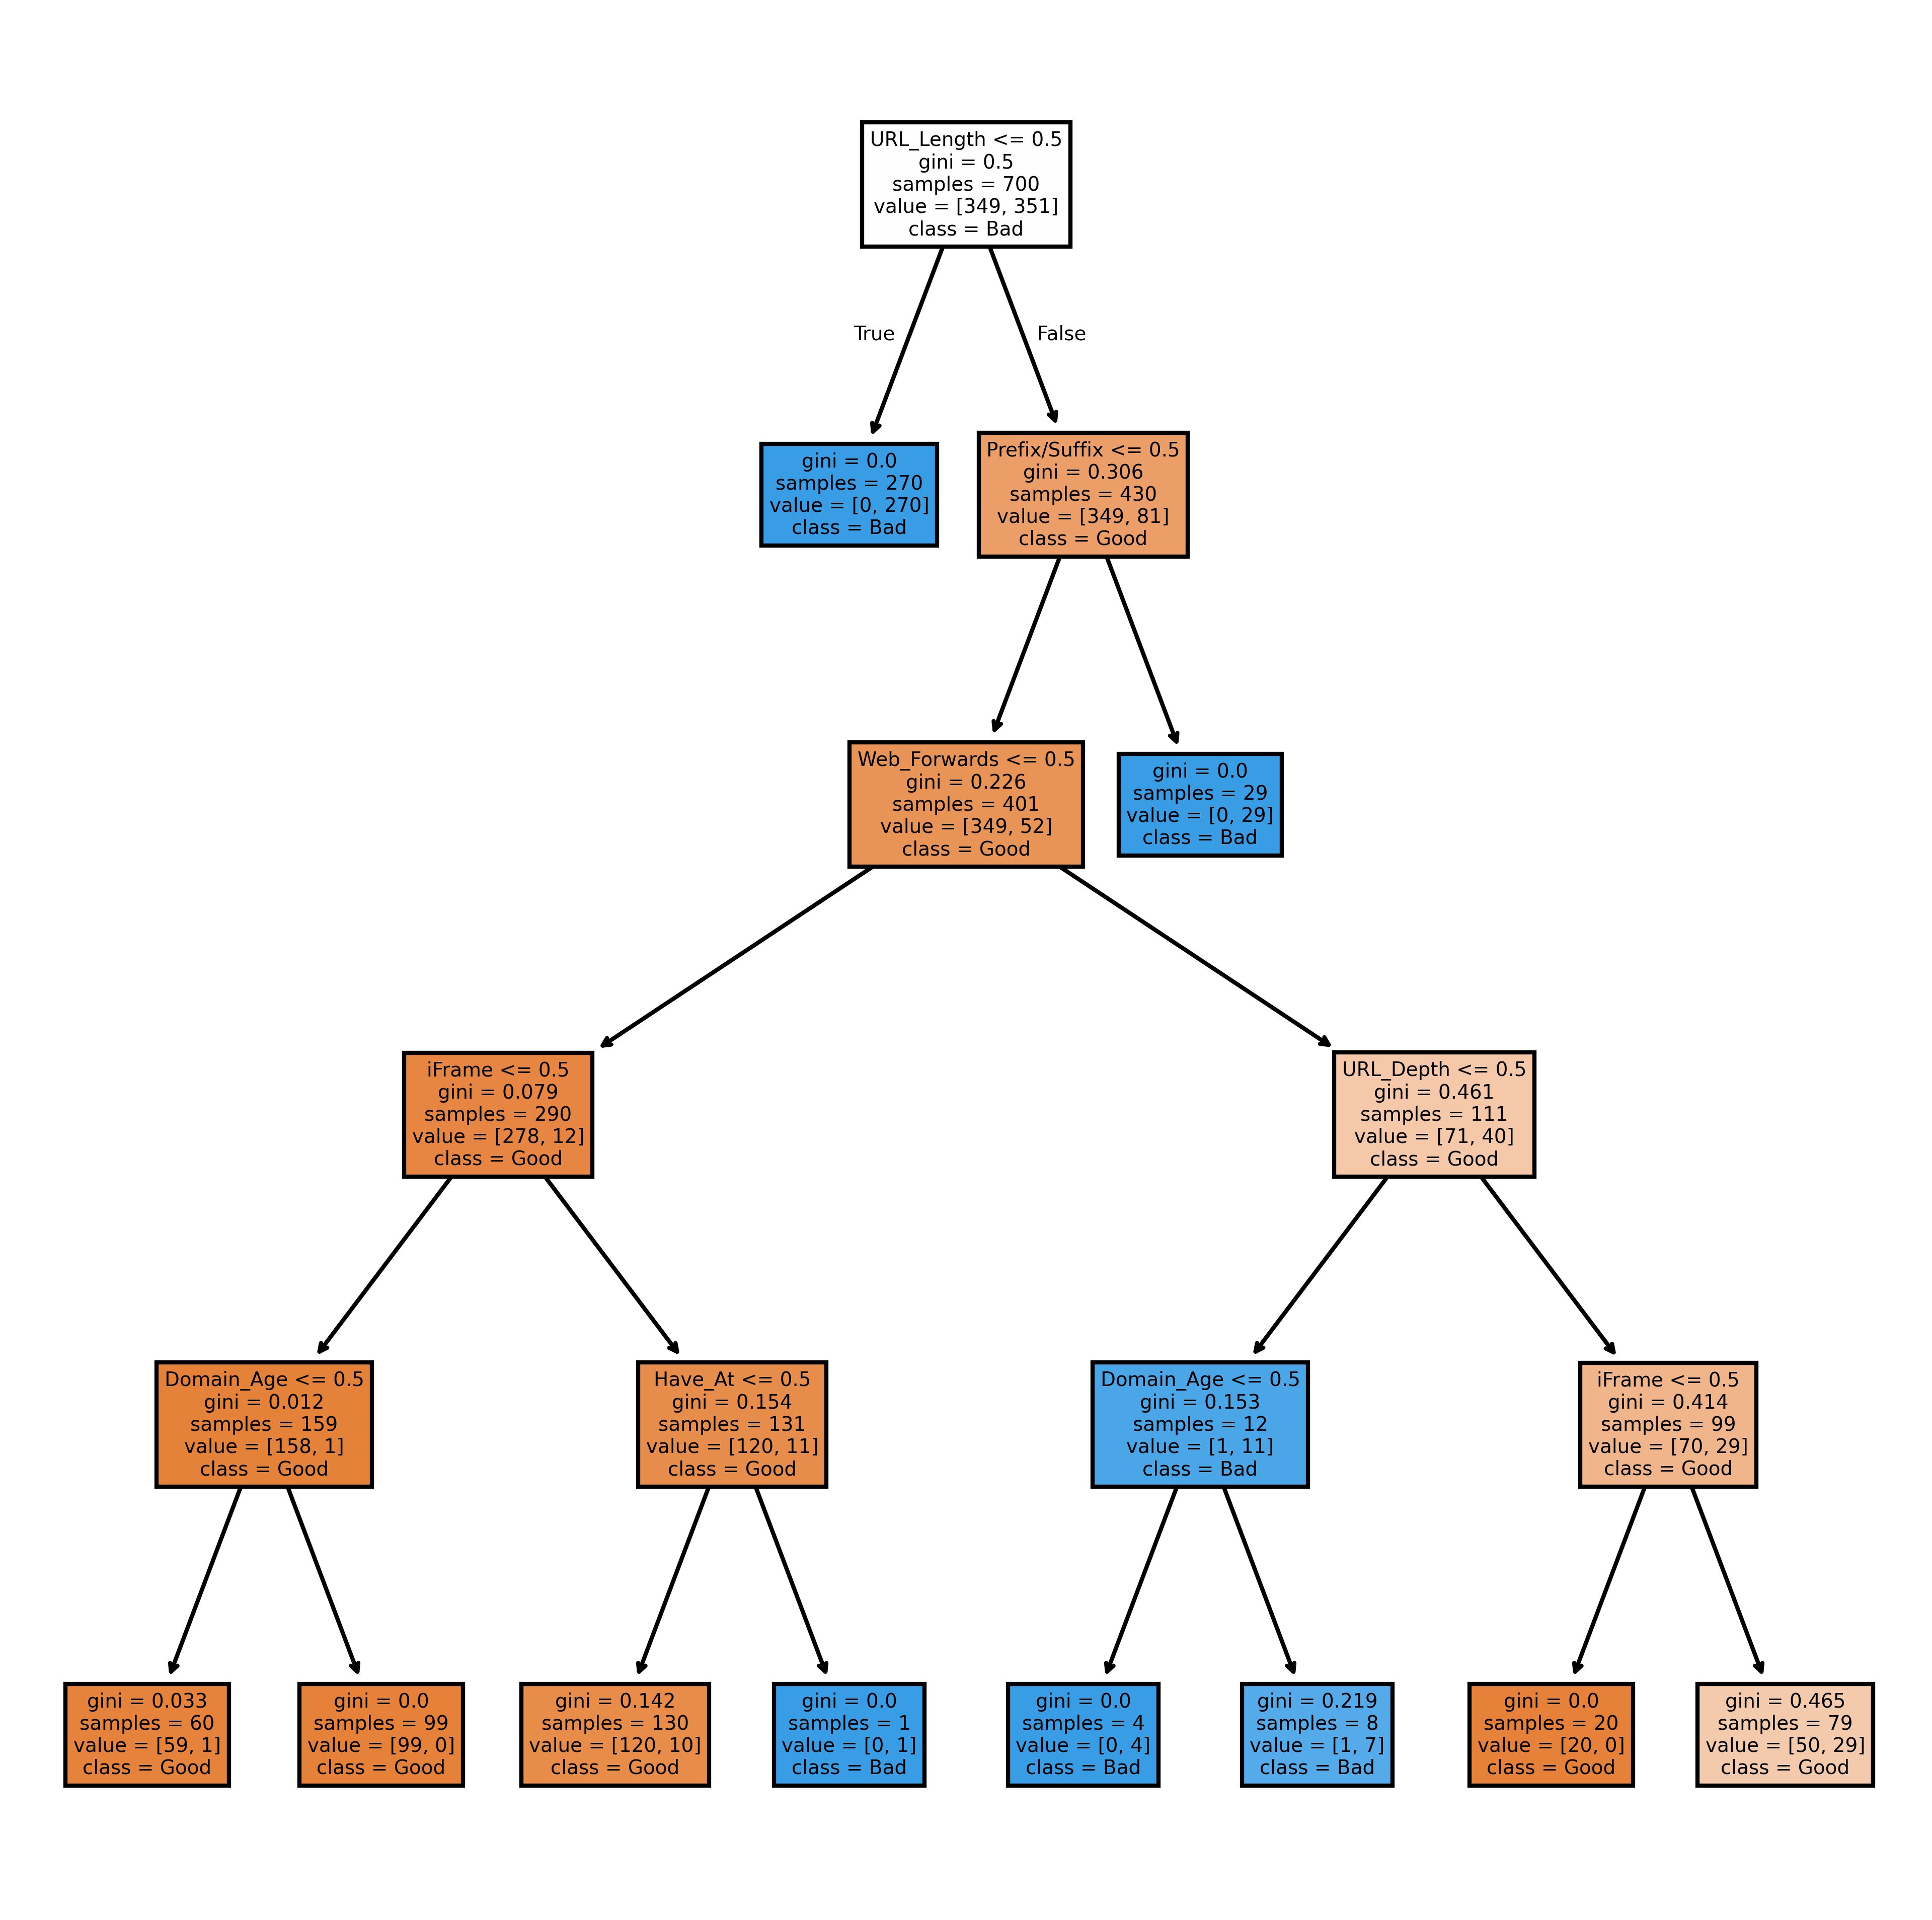 URL_Length <= 0.5
gini = 0.5
samples = 700
value = [349, 351]
class = Bad
True
False
gini = 0.0
samples = 270
value = [0, 270]
class = Bad
Prefix/Suffix <= 0.5
gini = 0.306
samples = 430
value = [349, 81]
class = Good
Web_Forwards <= 0.5
gini = 0.226
samples = 401
value = [349, 52]
class = Good
gini = 0.0
samples = 29
value = [0, 29]
class = Bad
iFrame <= 0.5
gini = 0.079
samples = 290
value = [278, 12]
class = Good
URL_Depth <= 0.5
gini = 0.461
samples = 111
value = [71, 40]
class = Good
Domain_Age <= 0.5
gini = 0.012
samples = 159
value = [158, 1]
class = Good
Have_At <= 0.5
gini = 0.154
samples = 131
value = [120, 11]
class = Good
Domain_Age <= 0.5
gini = 0.153
samples = 12
value = [1, 11]
class = Bad
iFrame <= 0.5
gini = 0.414
samples = 99
value = [70, 29]
class = Good
gini = 0.033
samples = 60
value = [59, 1]
class = Good
gini = 0.0
samples = 99
value = [99, 0]
class = Good
gini = 0.142
samples = 130
value = [120, 10]
class = Good
gini = 0.0
samples = 1
value = [0, 1]
class = Bad
gini = 0.0
samples = 4
value = [0, 4]
class = Bad
gini = 0.219
samples = 8
value = [1, 7]
class = Bad
gini = 0.0
samples = 20
value = [20, 0]
class = Good
gini = 0.465
samples = 79
value = [50, 29]
class = Good